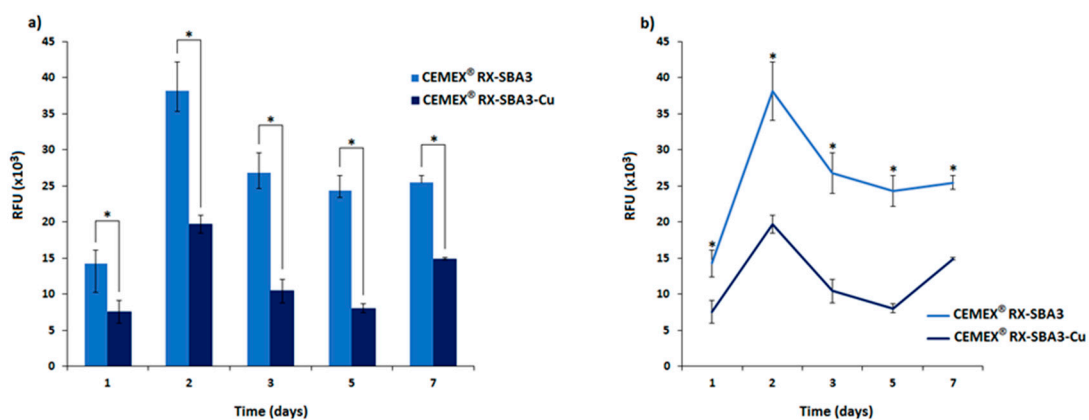 a)
RFU (x10³)
45
40
35
30
25
20
15
10
5
0
* * * * *
CEMEX® RX-SBA3
CEMEX® RX-SBA3-Cu
1 2 3 5 7
Time (days)
b)
RFU (x10³)
45
40
35
30
25
20
15
10
5
0
* * * * *
CEMEX® RX-SBA3
CEMEX® RX-SBA3-Cu
1 2 3 5 7
Time (days)